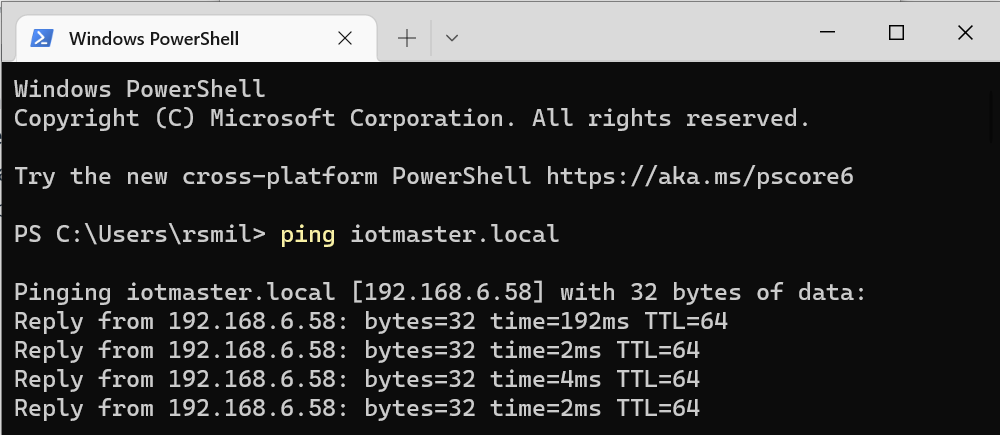 Windows PowerShell
Windows PowerShell
Copyright (C) Microsoft Corporation. All rights reserved.
Try the new cross-platform PowerShell https://aka.ms/pscore6
PS C:\Users\rsmil> ping iotmaster.local
Pinging iotmaster.local [192.168.6.58] with 32 bytes of data:
Reply from 192.168.6.58: bytes=32 time=192ms TTL=64
Reply from 192.168.6.58: bytes=32 time=2ms TTL=64
Reply from 192.168.6.58: bytes=32 time=4ms TTL=64
Reply from 192.168.6.58: bytes=32 time=2ms TTL=64